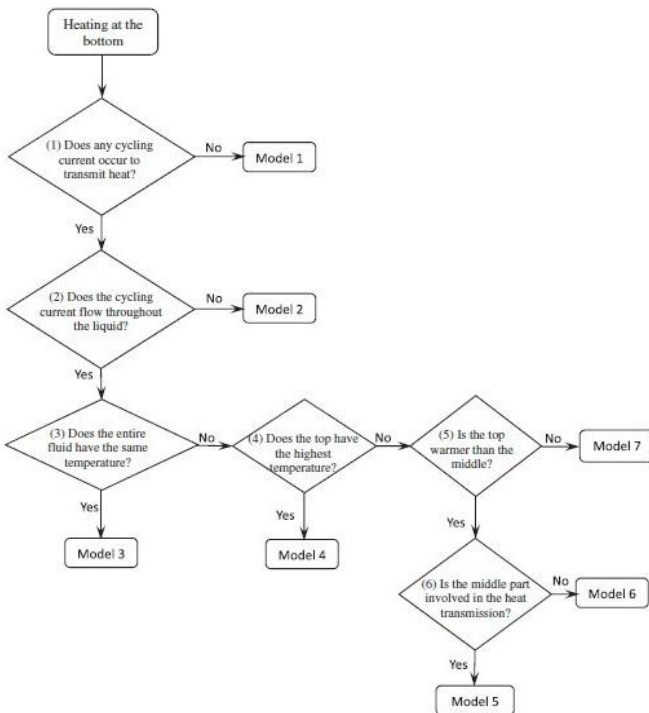 Heating at the
bottom
(1) Does any cycling
current occur to
transmit heat?
No
Model 1
Yes
(2) Does the cycling
current flow throughout
the liquid?
No
Model 2
Yes
(3) Does the entire
fluid have the same
temperature?
No
(4) Does the top have
the highest
temperature?
No
(5) Is the top
warmer than the
middle?
No
Model 7
Yes
Model 3
Yes
Model 4
Yes
(6) Is the middle part
involved in the heat
transmission?
No
Model 6
Yes
Model 5